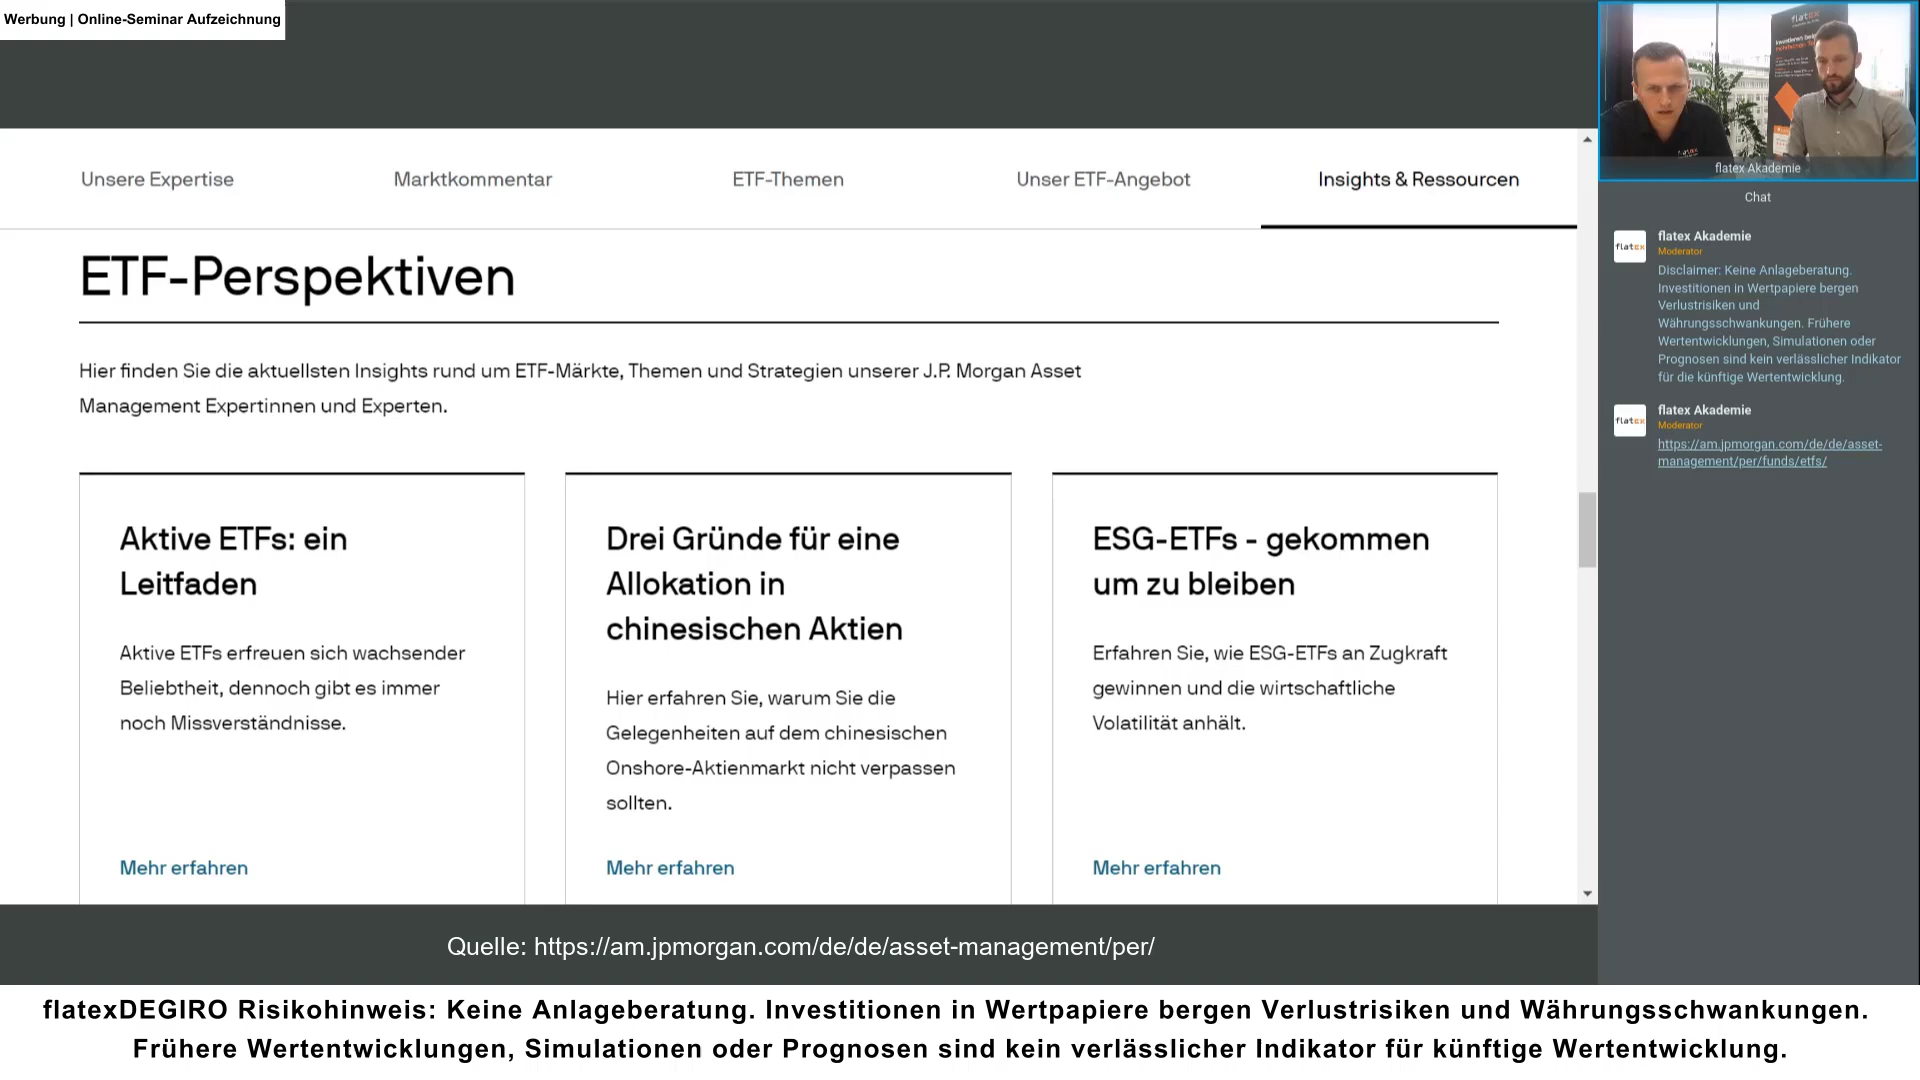 Werbung | Online-Seminar Aufzeichnung
Unsere Expertise
Marktkommentar
ETF-Themen
Unser ETF-Angebot
Insights & Ressourcen
ETF-Perspektiven
Hier finden Sie die aktuellsten Insights rund um ETF-Märkte, Themen und Strategien unserer J.P. Morgan Asset
Management Expertinnen und Experten.
Aktive ETFs: ein
Leitfaden
Aktive ETFs erfreuen sich wachsender
Beliebtheit, dennoch gibt es immer
noch Missverständnisse.
Mehr erfahren
Drei Gründe für eine
Allokation in
chinesischen Aktien
Hier erfahren Sie, warum Sie die
Gelegenheiten auf dem chinesischen
Onshore-Aktienmarkt nicht verpassen
sollten.
Mehr erfahren
ESG-ETFs - gekommen
um zu bleiben
Erfahren Sie, wie ESG-ETFs an Zugkraft
gewinnen und die wirtschaftliche
Volatilität anhält.
Mehr erfahren
Quelle: https://am.jpmorgan.com/de/de/asset-management/per/
flatex
flatex Akademie
Chat
flatex
flatex Akademie
Moderator
Disclaimer: Keine Anlageberatung.
Investitionen in Wertpapiere bergen
Verlustrisiken und
Währungsschwankungen. Frühere
Wertentwicklungen, Simulationen oder
Prognosen sind kein verlässlicher Indikator
für die künftige Wertentwicklung.
flatex
flatex Akademie
Moderator
https://am.jpmorgan.com/de/de/asset-
management/per/funds/etfs/
flatexDEGIRO Risikohinweis: Keine Anlageberatung. Investitionen in Wertpapiere bergen Verlustrisiken und Währungsschwankungen.
Frühere Wertentwicklungen, Simulationen oder Prognosen sind kein verlässlicher Indikator für künftige Wertentwicklung.